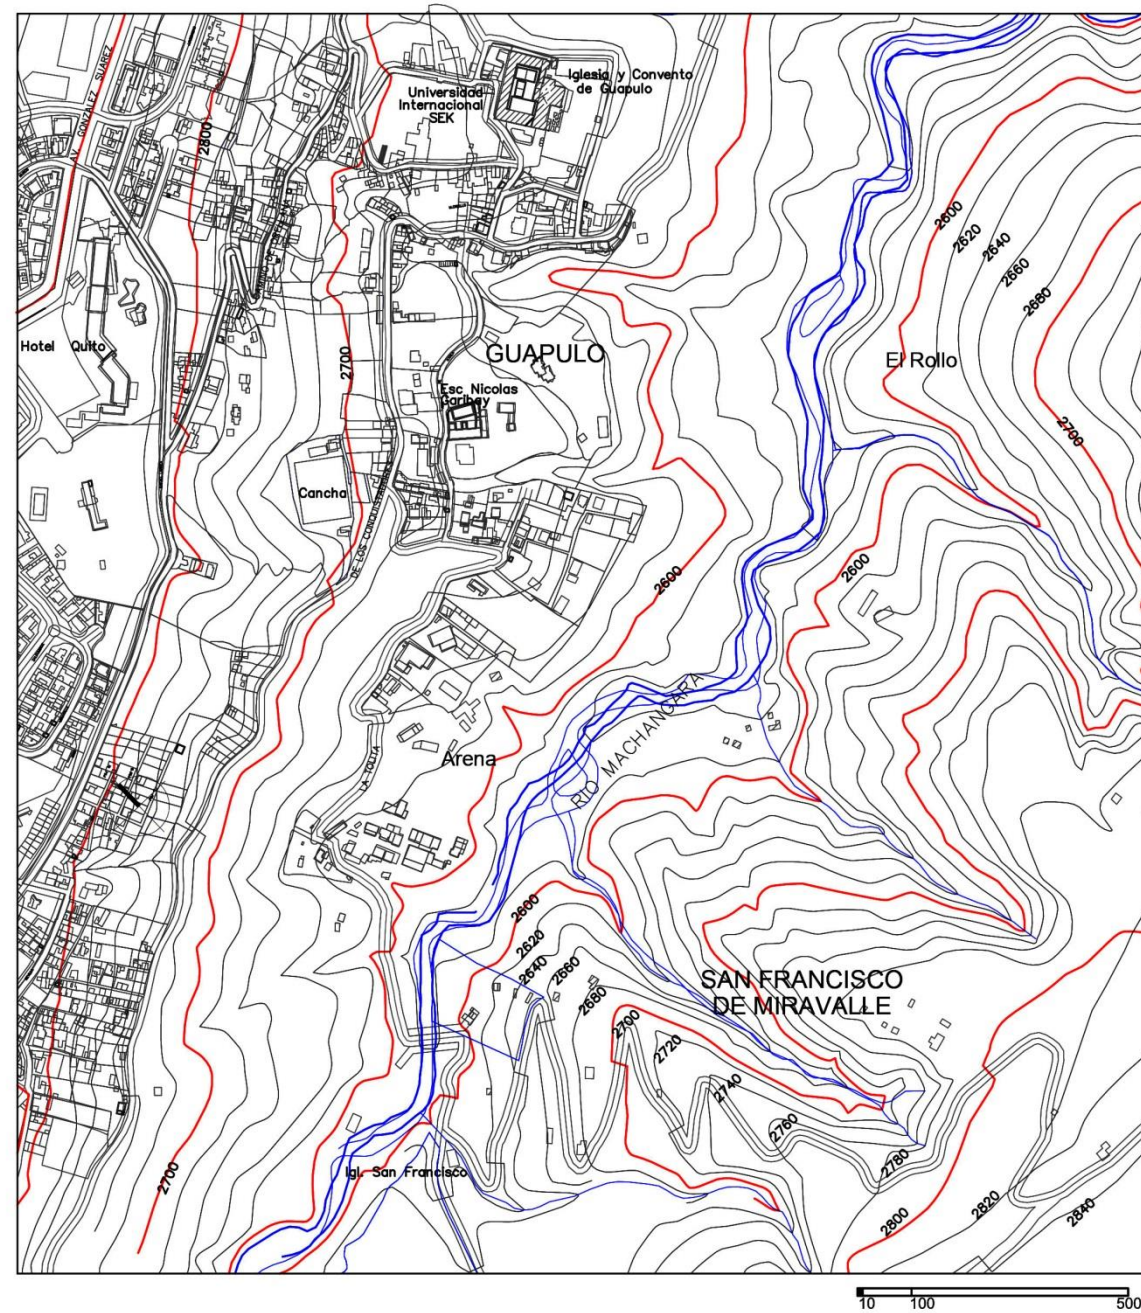 AV GONZALEZ SUAREZ
2800
Universidad
Internacional
SEK
Iglesia y Convento
de Guapulo
2600
2620
2640
2660
2680
2700
Hotel Quito
2700
GUAPULO
El Rollo
Esc Nicolas
Garibay
Cancha
DE LOS CONQUISTADORES
2600
2600
RIO MACHANGARA
Arena
LA TOLITA
2600
2620
2640
2660
2680
2700
2720
2740
2760
2780
2800
2820
2840
SAN FRANCISCO
DE MIRAVALLE
2700
Igl. San Francisco
10 100 500